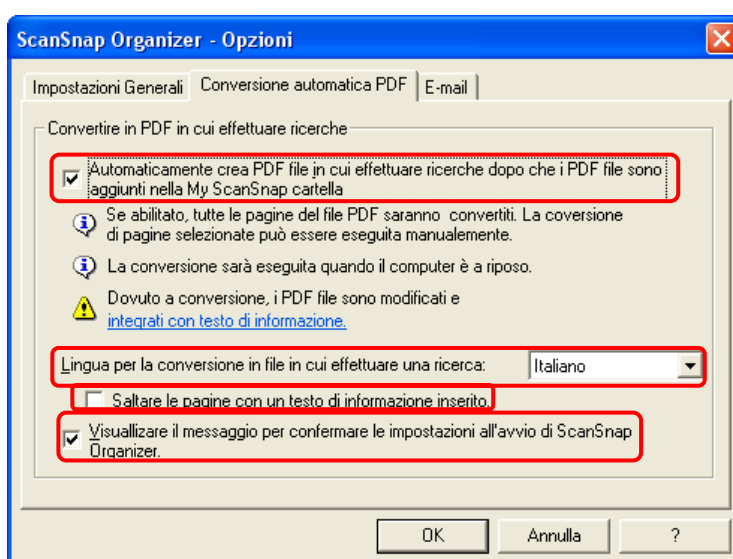 ScanSnap Organizer - Opzioni
Impostazioni Generali Conversione automatica PDF E-mail
Convertire in PDF in cui effettuare ricerche
Automaticamente crea PDF file in cui effettuare ricerche dopo che i PDF file sono
aggiunti nella My ScanSnap cartella
Se abilitato, tutte le pagine del file PDF saranno convertiti. La coversione
di pagine selezionate può essere eseguita manualemente.
La conversione sarà eseguita quando il computer è a riposo.
Dovuto a conversione, i PDF file sono modificati e
integrati con testo di informazione.
Lingua per la conversione in file in cui effettuare una ricerca: Italiano
Saltare le pagine con un testo di informazione inserito.
Visuallizare il messaggio per confermare le impostazioni all'avvio di ScanSnap
Organizer.
OK Annulla ?